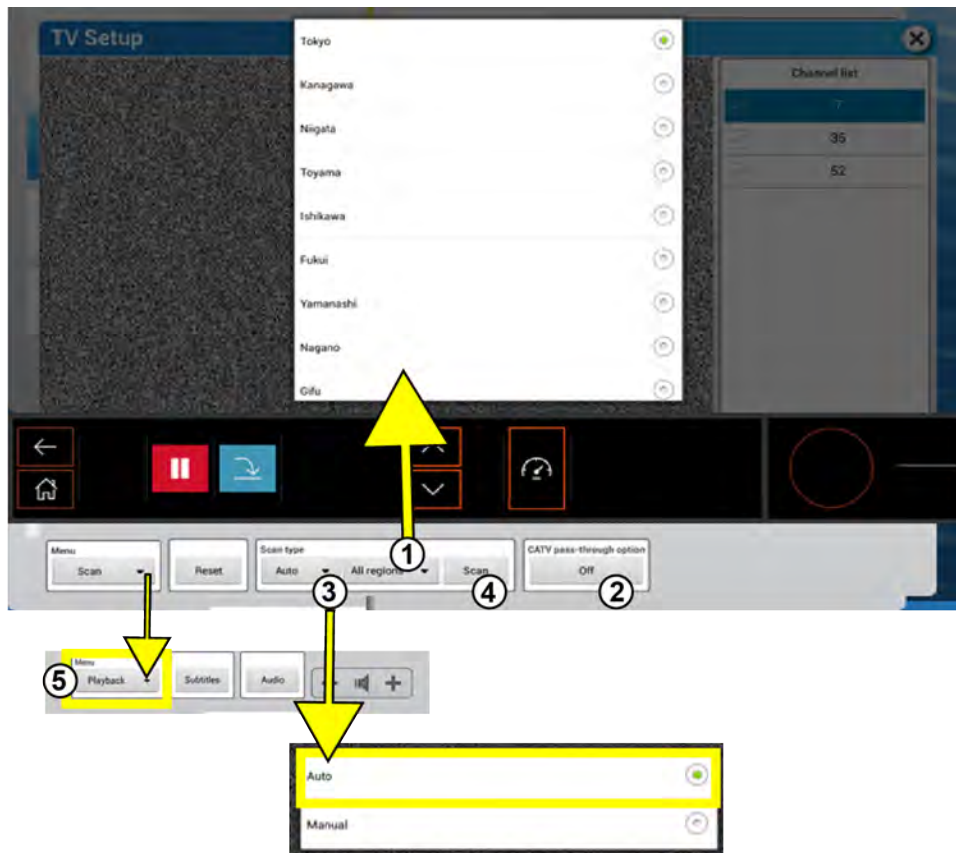 TV Setup
Tokyo
Kanagawa
Niigata
Toyama
Ishikawa
Fukui
Yamanashi
Nagano
Gifu
Channel list
7
35
52
Menu
Scan
Reset
Scan type
Auto
All regions
Scan
CATV pass-through option
Off
1
2
3
4
5
Menu
Playback
Subtitles
Audio
Auto
Manual